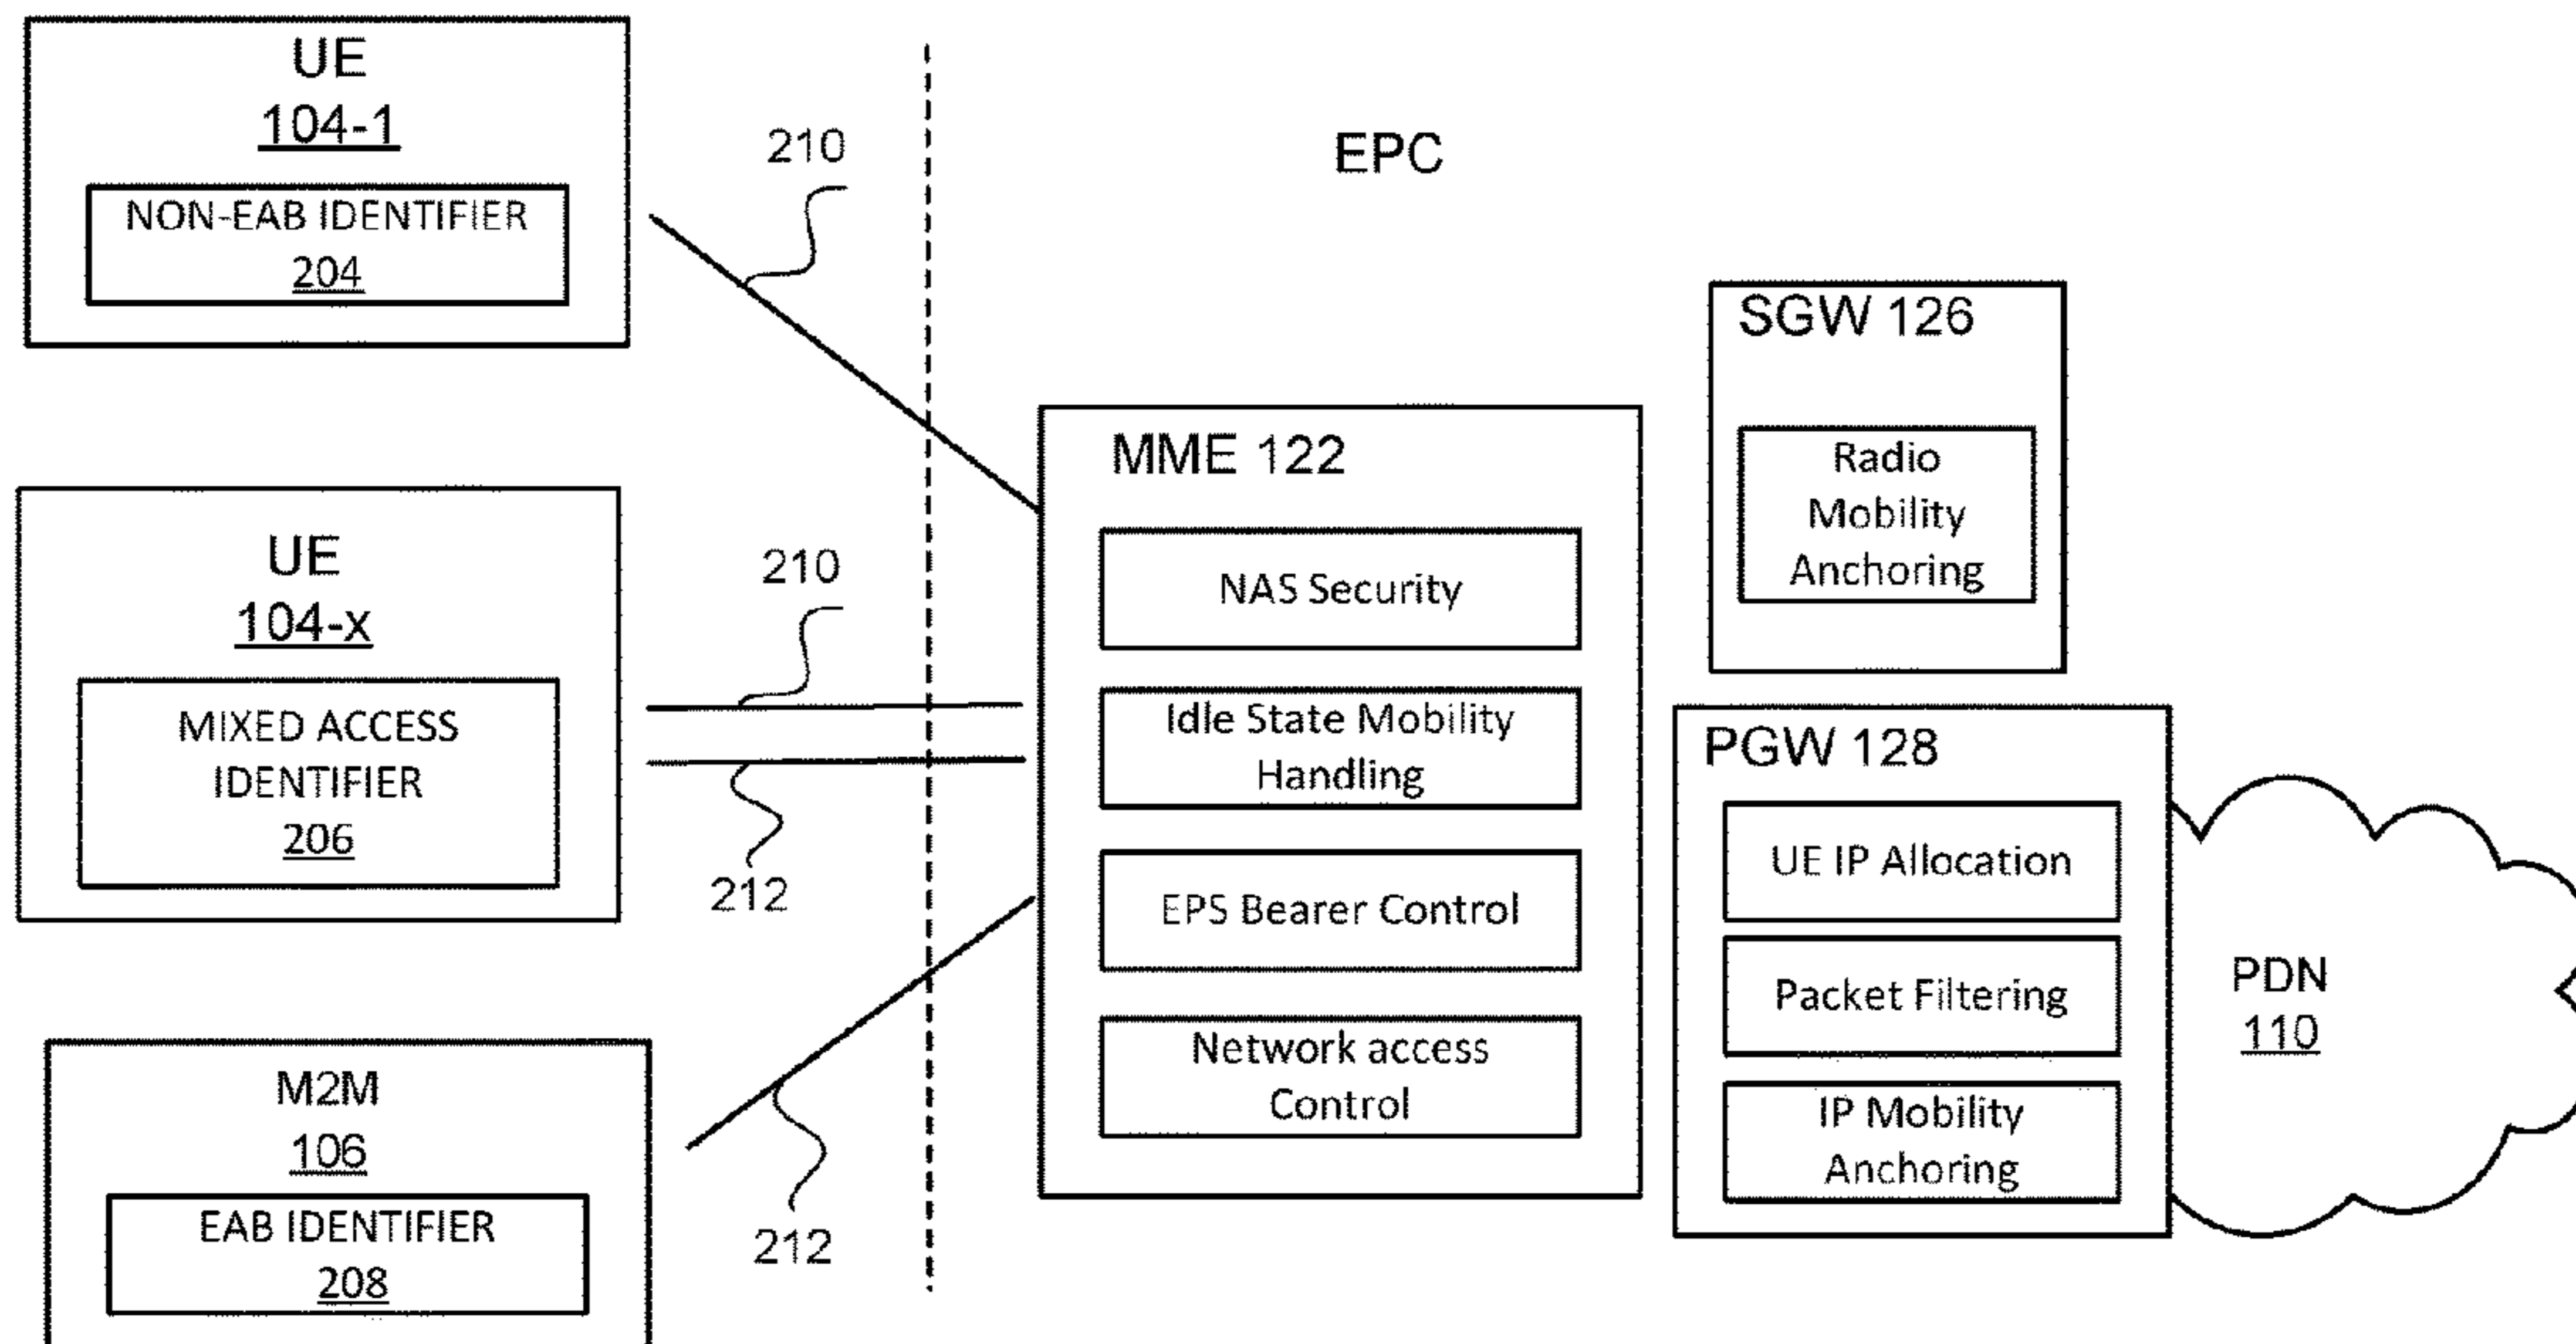 UE
104-1
NON-EAB IDENTIFIER
204
UE
104-x
MIXED ACCESS
IDENTIFIER
206
M2M
106
EAB IDENTIFIER
208
210
210
212
212
EPC
MME 122
NAS Security
Idle State Mobility
Handling
EPS Bearer Control
Network access
Control
SGW 126
Radio
Mobility
Anchoring
PGW 128
UE IP Allocation
Packet Filtering
IP Mobility
Anchoring
PDN
110